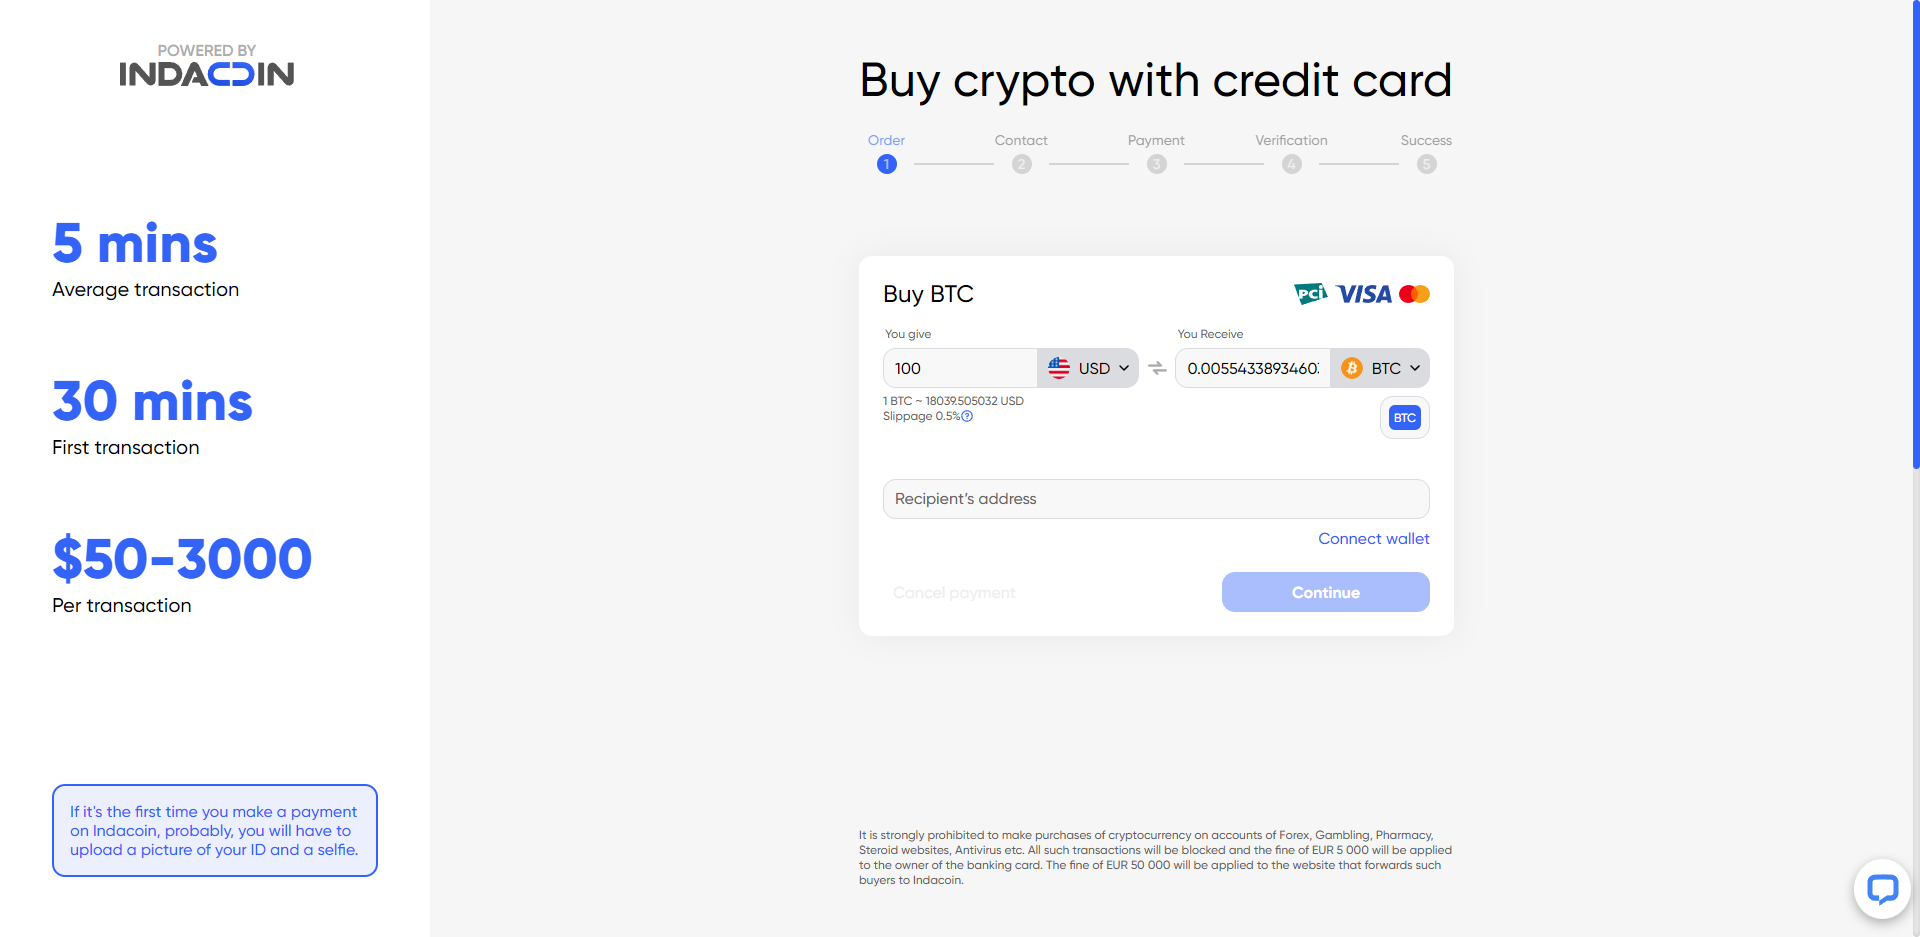 POWERED BY
INDACOIN
5 mins
Average transaction
30 mins
First transaction
$50-3000
Per transaction
If it's the first time you make a payment
on Indacoin, probably, you will have to
upload a picture of your ID and a selfie.
Buy crypto with credit card
Order Contact Payment Verification Success
1 2 3 4 5
Buy BTC
PCi VISA
You give You Receive
100 USD 0.00554338934603 BTC
1 BTC ~ 18039.505032 USD
Slippage 0.5%?
BTC
Recipient's address
Connect wallet
Cancel payment Continue
It is strongly prohibited to make purchases of cryptocurrency on accounts of Forex, Gambling, Pharmacy,
Steroid websites, Antivirus etc. All such transactions will be blocked and the fine of EUR 5 000 will be applied
to the owner of the banking card. The fine of EUR 50 000 will be applied to the website that forwards such
buyers to Indacoin.